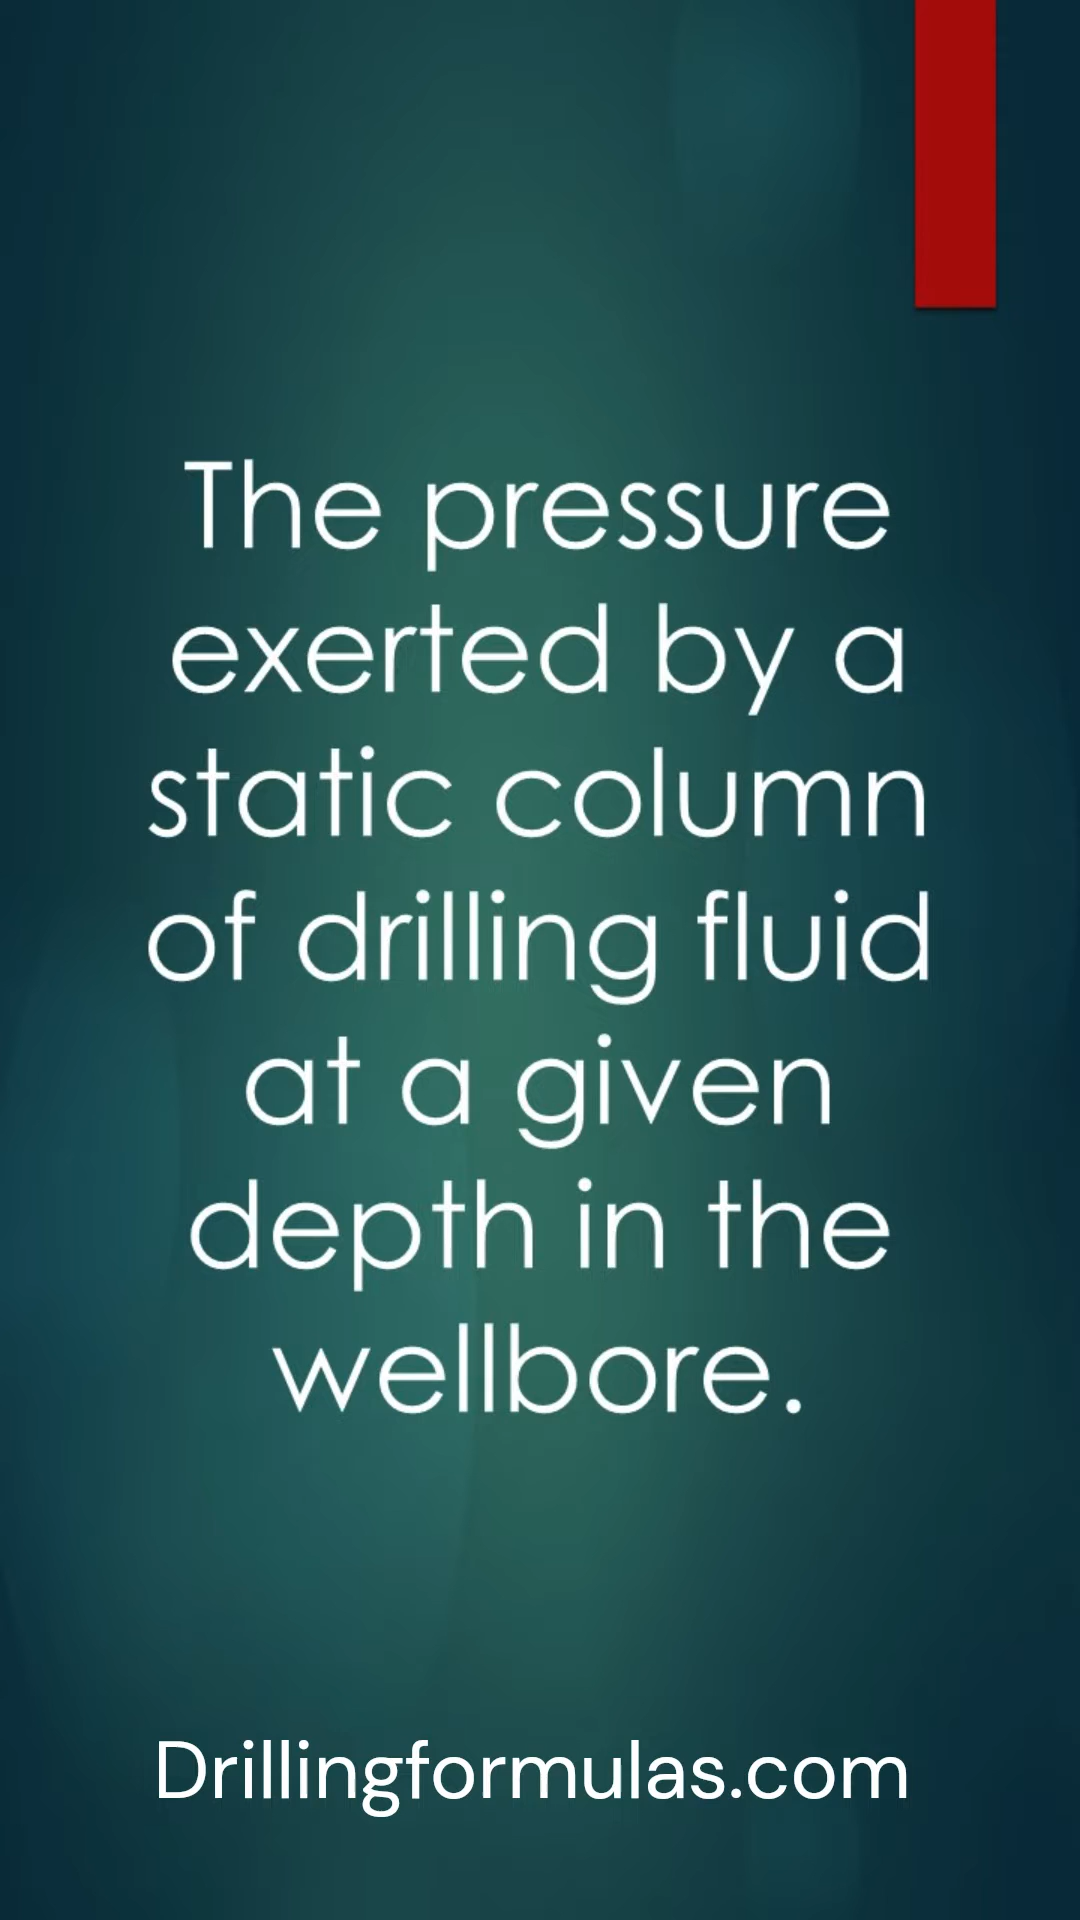 The pressure
exerted by a
static column
of drilling fluid
at a given
depth in the
wellbore.
Drillingformulas.com